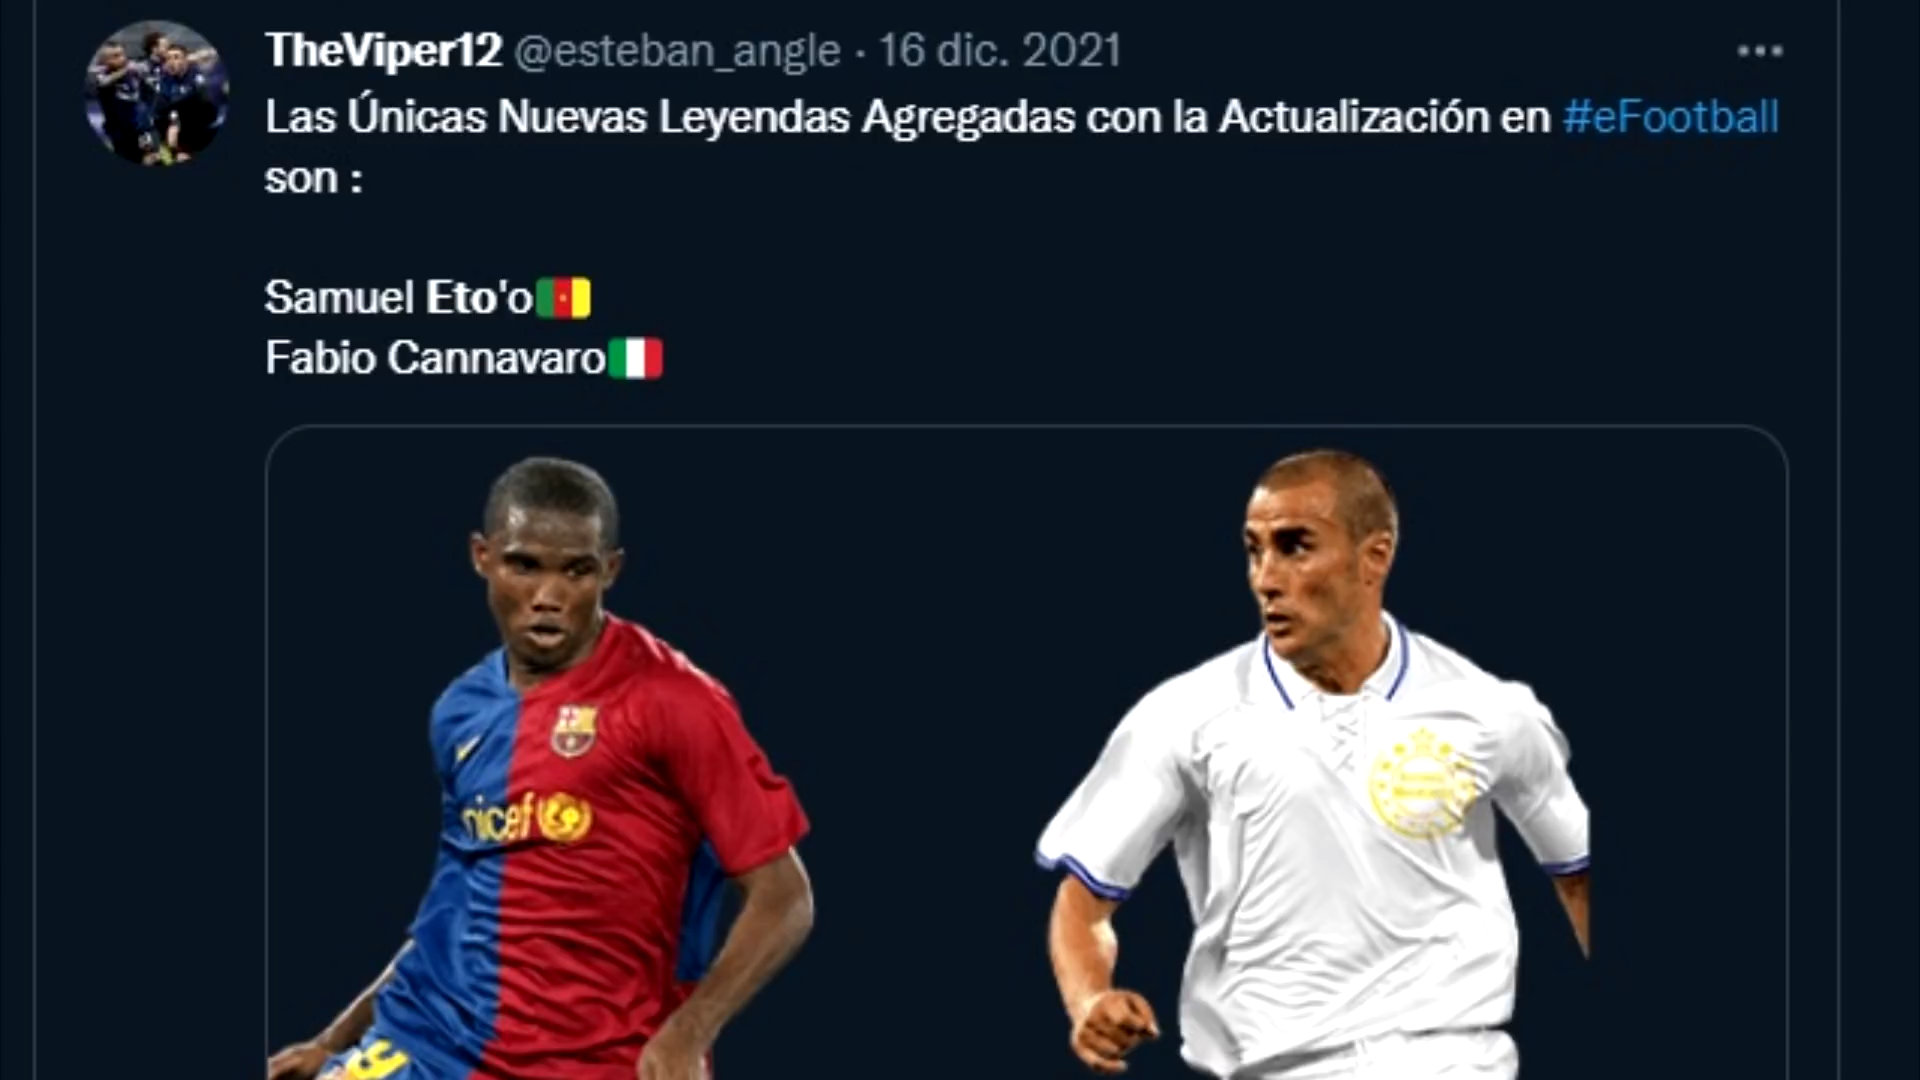 TheViper12 @esteban_angle · 16 dic. 2021
Las Únicas Nuevas Leyendas Agregadas con la Actualización en #eFootball
son :
Samuel Eto'o🇨🇲
Fabio Cannavaro🇮🇹
nicef